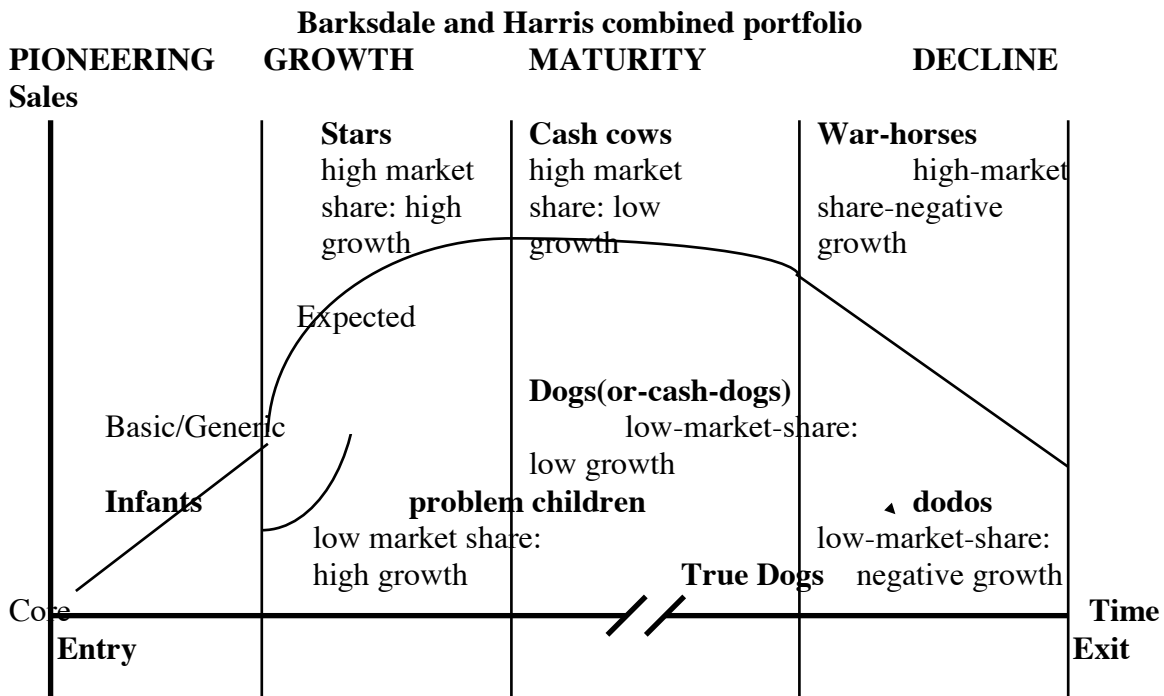 Barksdale and Harris combined portfolio
PIONEERING GROWTH MATURITY DECLINE
Sales
Stars Cash cows War-horses
high market high market high-market
share: high share: low share-negative
growth growth growth
Expected
Dogs(or-cash-dogs)
Basic/Generic low-market-share:
low growth
Infants problem children dodos
low market share: low-market-share:
high growth True Dogs negative growth
Core Time
Entry Exit